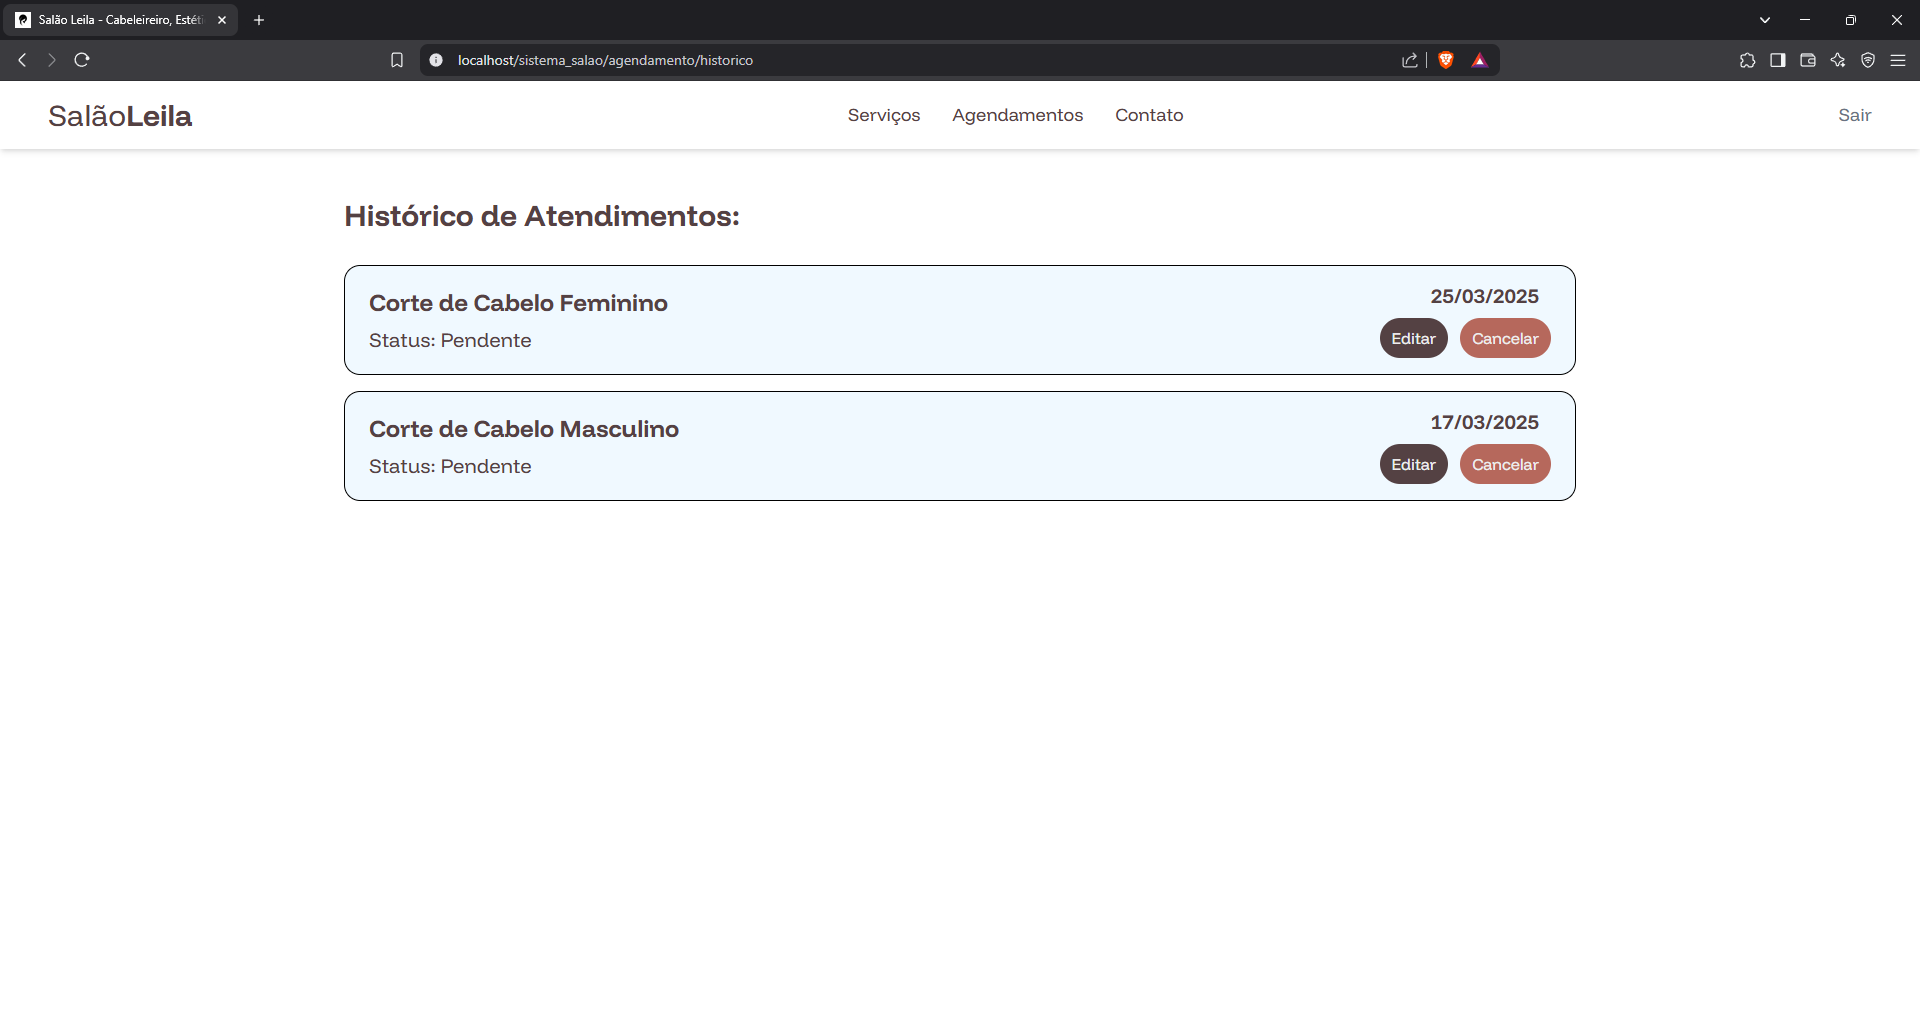 Salão Leila - Cabeleireiro, Estéti
localhost/sistema_salao/agendamento/historico
SalãoLeila
Serviços
Agendamentos
Contato
Sair
Histórico de Atendimentos:
Corte de Cabelo Feminino
25/03/2025
Status: Pendente
Editar
Cancelar
Corte de Cabelo Masculino
17/03/2025
Status: Pendente
Editar
Cancelar